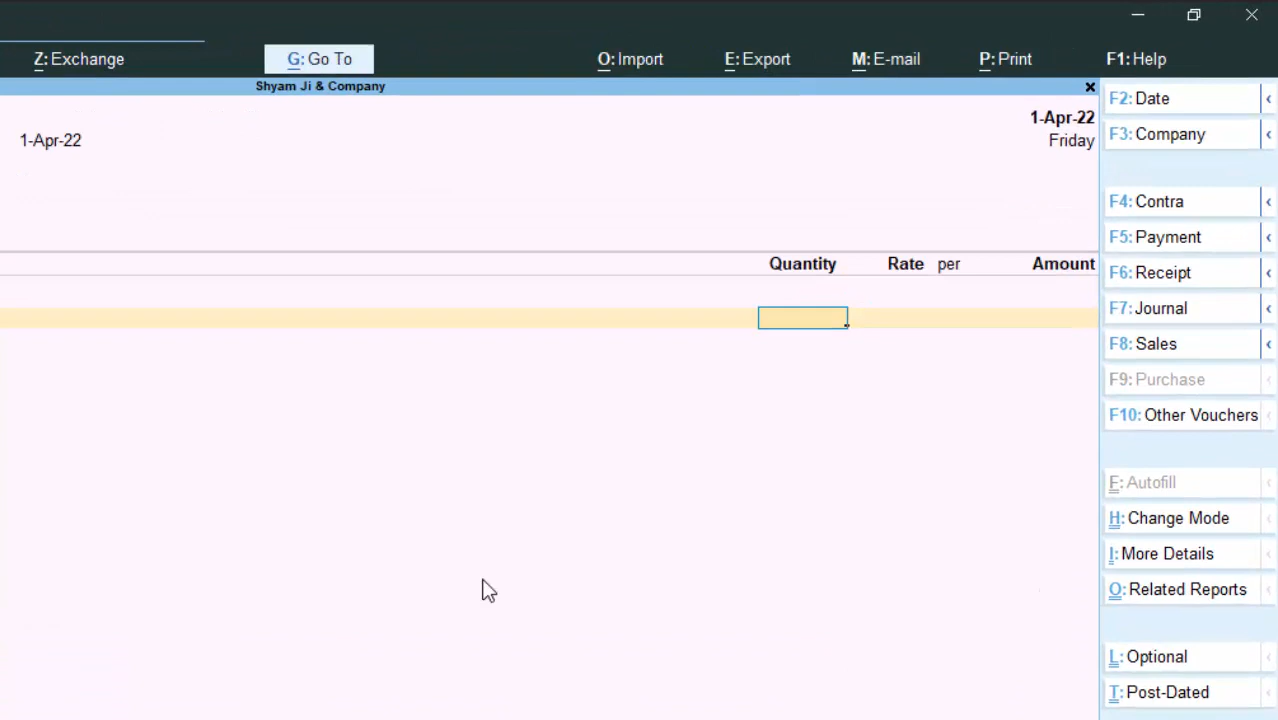 Z: Exchange
G: Go To
O: Import
E: Export
M: E-mail
P: Print
F1: Help
Shyam Ji & Company
1-Apr-22
1-Apr-22
Friday
Quantity Rate per Amount
F2: Date
F3: Company
F4: Contra
F5: Payment
F6: Receipt
F7: Journal
F8: Sales
F9: Purchase
F10: Other Vouchers
F: Autofill
H: Change Mode
I: More Details
O: Related Reports
L: Optional
T: Post-Dated